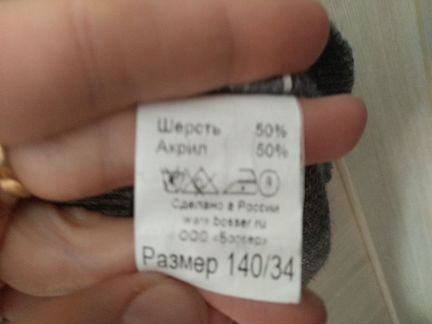 Шерсть 50%
Акрил 50%
Сделано в России
www.bosser.ru
ООО «Боссер»
Размер 140/34